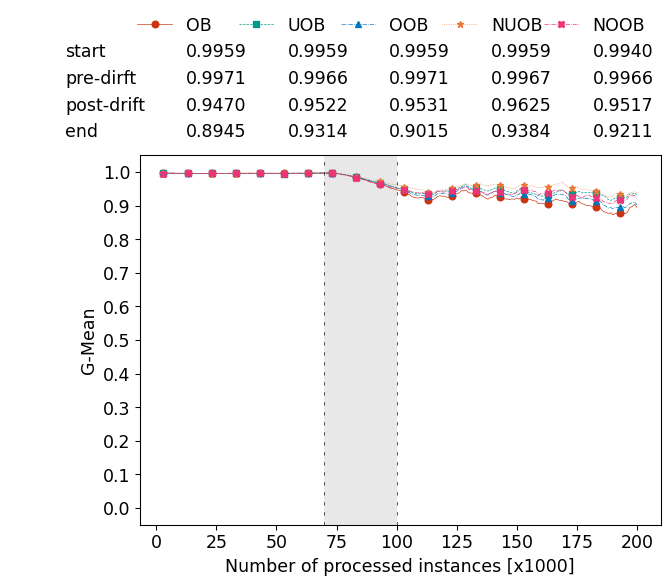 OB UOB OOB NUOB NOOB
start 0.9959 0.9959 0.9959 0.9959 0.9940
pre-dirft 0.9971 0.9966 0.9971 0.9967 0.9966
post-drift 0.9470 0.9522 0.9531 0.9625 0.9517
end 0.8945 0.9314 0.9015 0.9384 0.9211
1.0
0.9
0.8
0.7
0.6
0.5
0.4
0.3
0.2
0.1
0.0
G-Mean
0 25 50 75 100 125 150 175 200
Number of processed instances [x1000]